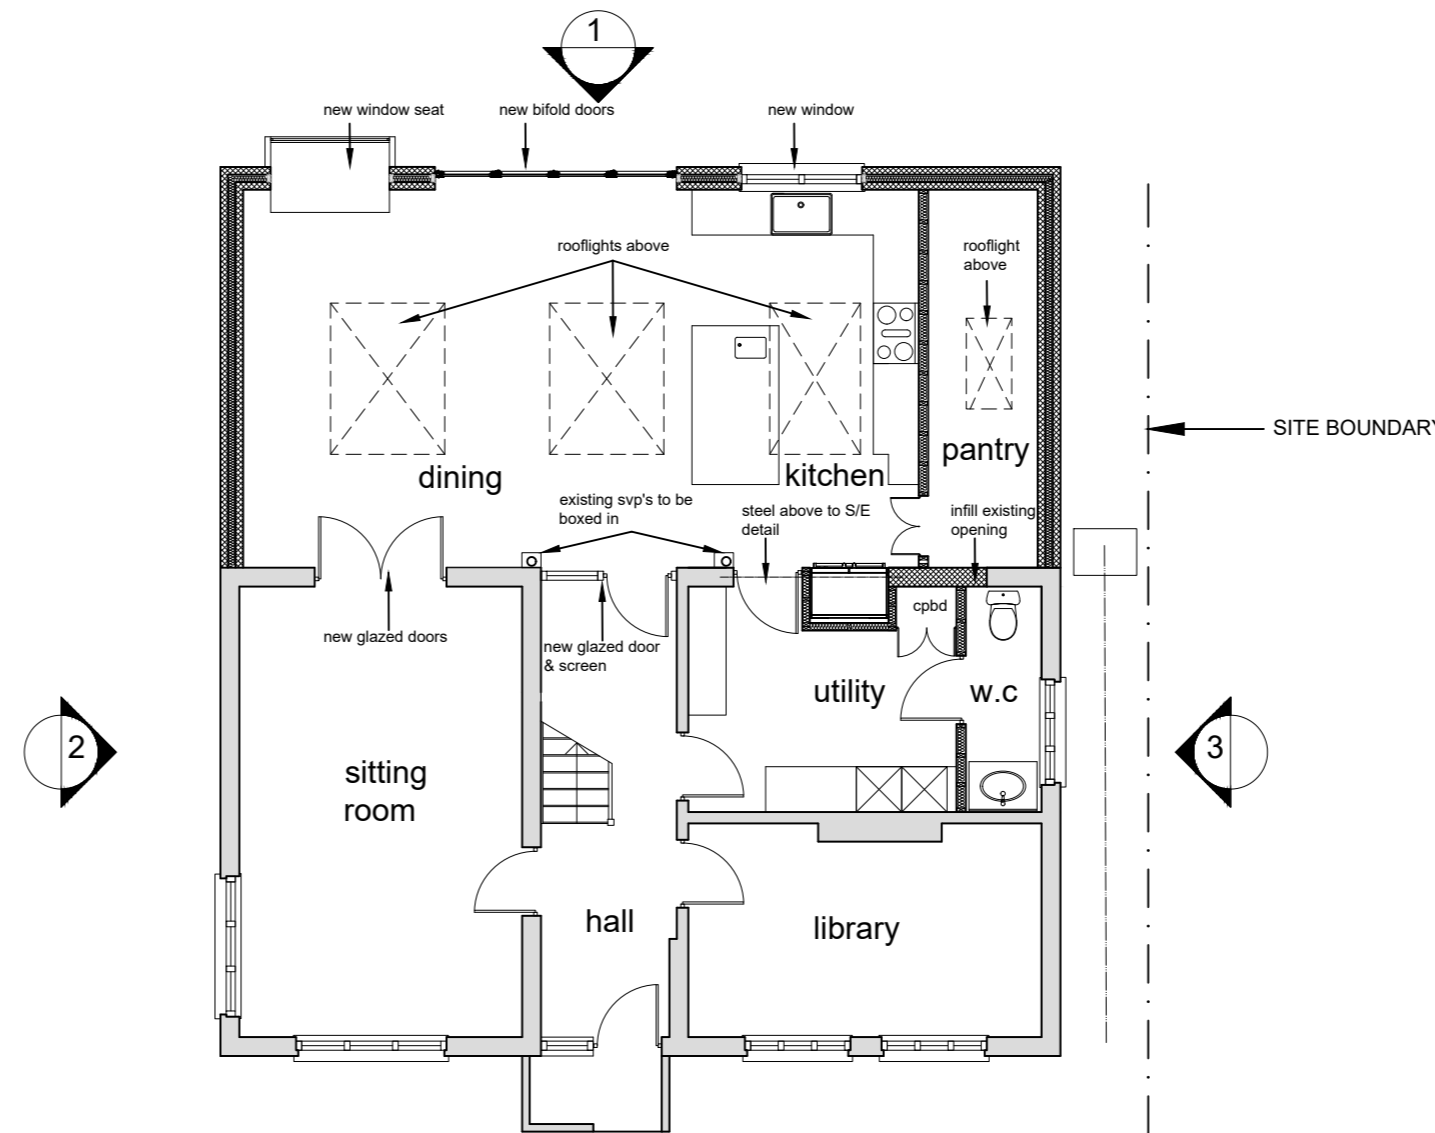 1
new window seat
new bifold doors
new window
rooflights above
rooflight
above
SITE BOUNDARY
dining
kitchen
pantry
existing svp's to be
boxed in
steel above to S/E
detail
infill existing
opening
new glazed doors
new glazed door
& screen
cpbd
utility
w.c
2
3
sitting
room
hall
library